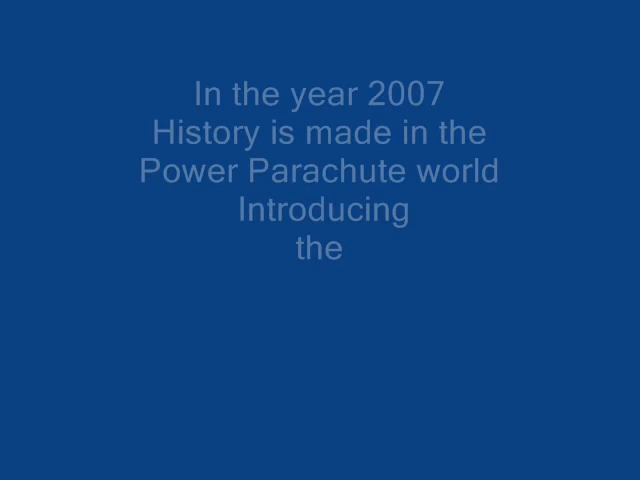 In the year 2007
History is made in the
Power Parachute world
Introducing
the